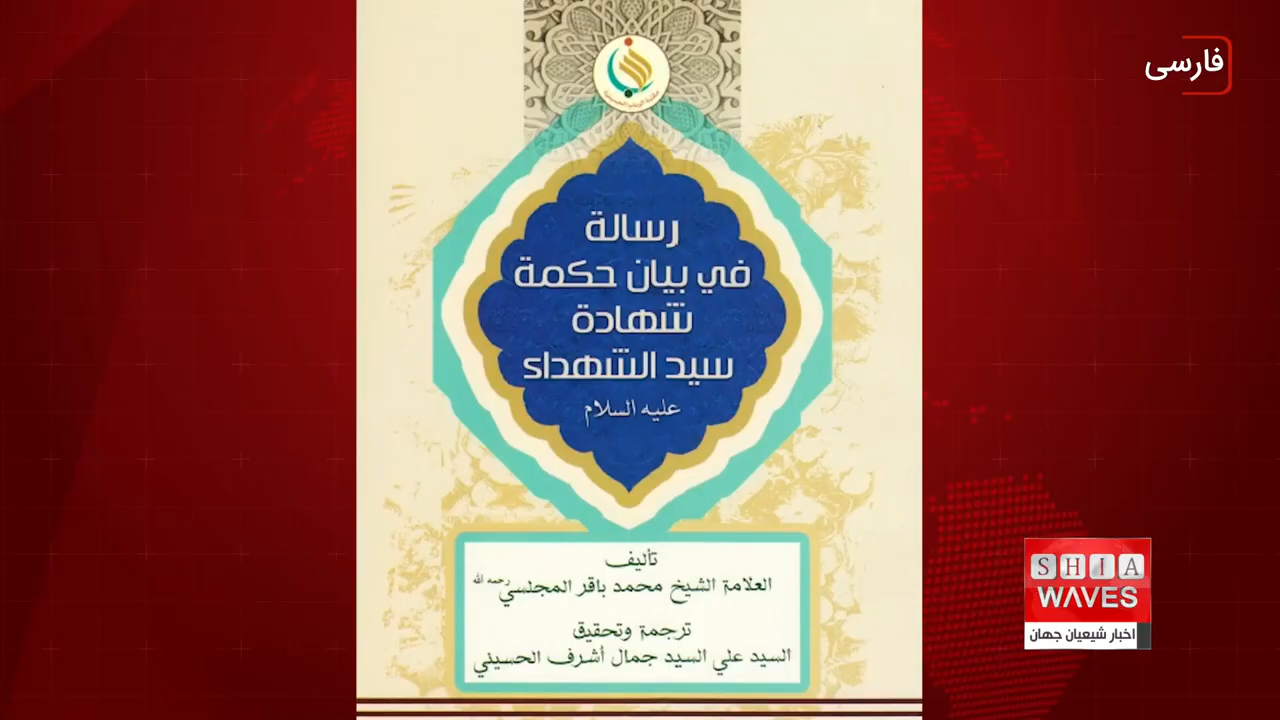 فارسی
رسالة
في بيان حكمة
شهادة
سيد الشهداء
عليه السلام
تأليف
العلامة الشيخ محمد باقر المجلسي رحمه الله
ترجمة وتحقيق
السيد علي السيد جمال أشرف الحسيني
SHIA
WAVES
اخبار شیعیان جهان